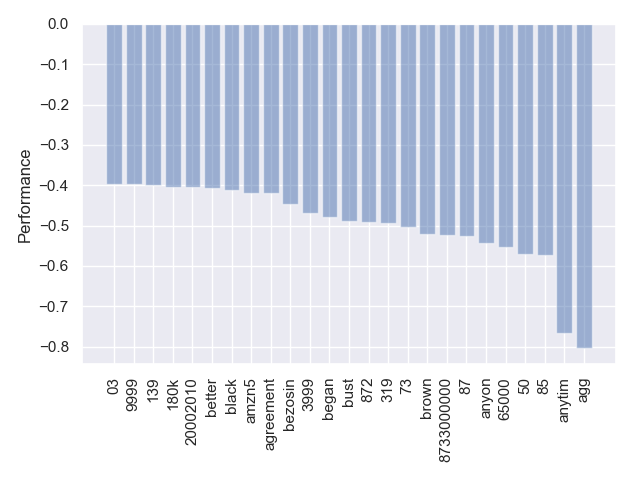 0.0
−0.1
−0.2
−0.3
−0.4
−0.5
−0.6
−0.7
−0.8
Performance
03
9999
139
180k
20002010
better
black
amzn5
agreement
bezosin
3999
began
bust
872
319
73
brown
8733000000
87
anyon
65000
50
85
anytim
agg